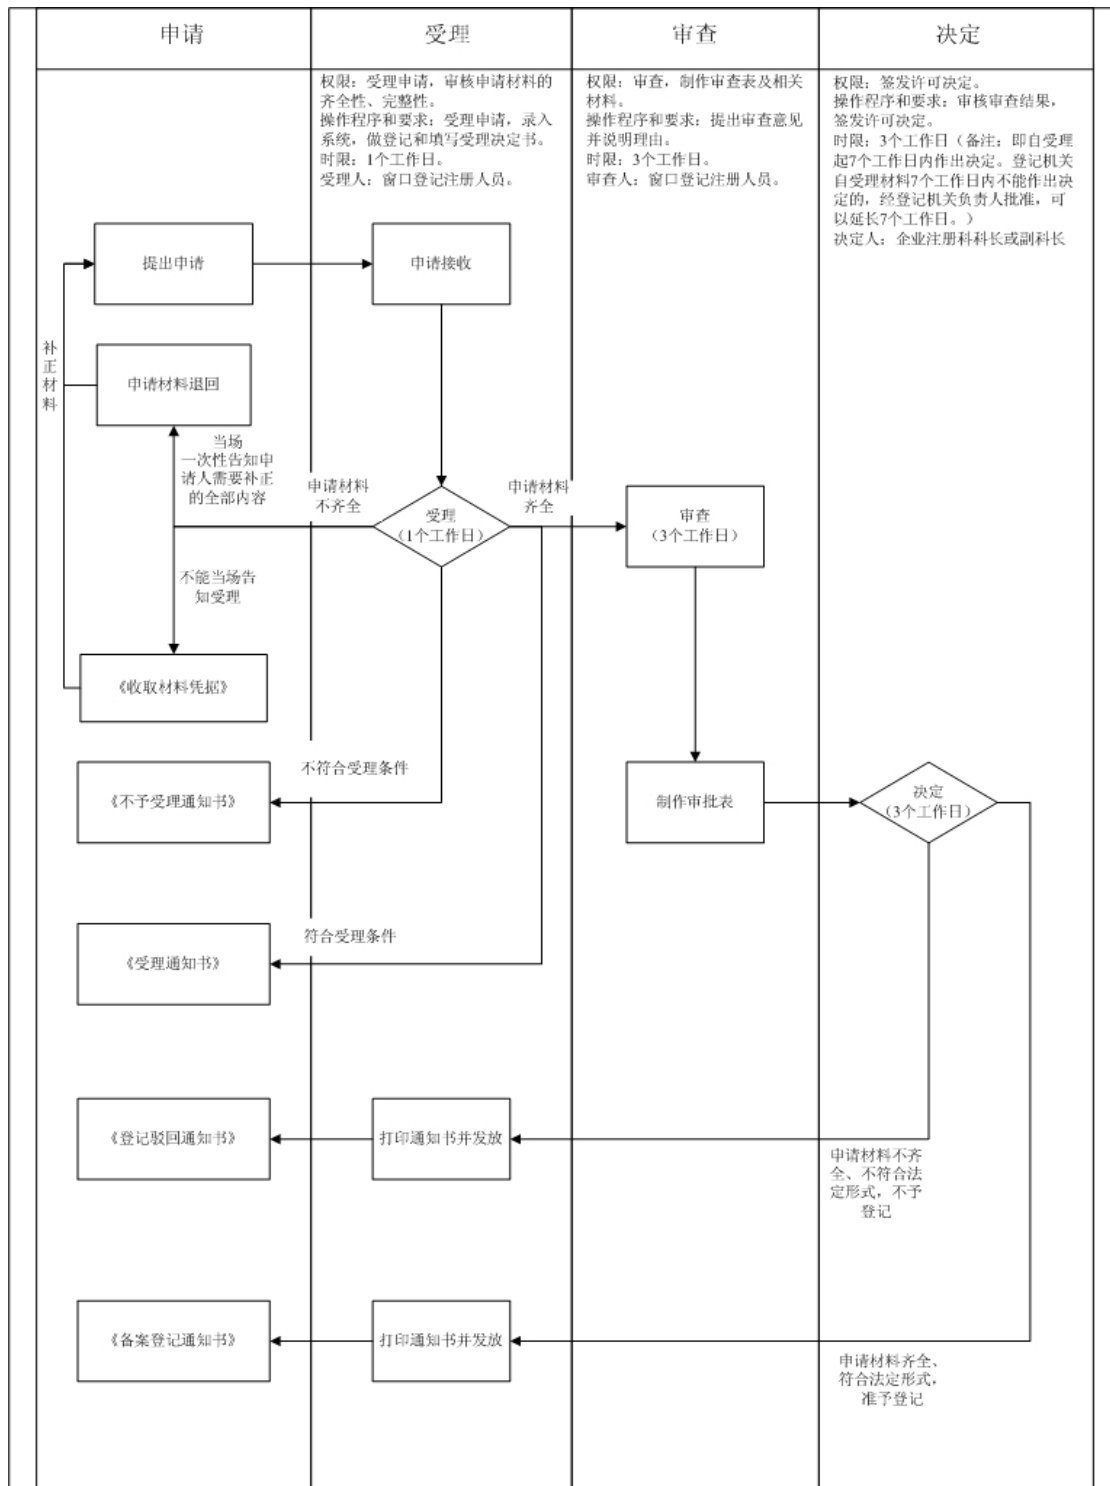 申请
受理
审查
决定
权限：受理申请，审核申请材料的
齐全性、完整性。
操作程序和要求：受理申请，录入
系统，做登记和填写受理决定书。
时限：1个工作日。
受理人：窗口登记注册人员。
权限：审查，制作审查表及相关
材料。
操作程序和要求：提出审查意见
并说明理由。
时限：3个工作日。
审查人：窗口登记注册人员。
权限：签发许可决定。
操作程序和要求：审核审查结果，
签发许可决定。
时限：3个工作日（备注：即自受理
起7个工作日内作出决定。登记机关
自受理材料7个工作日内不能作出决
定的，经登记机关负责人批准，可
以延长7个工作日。）
决定人：企业注册科科长或副科长
提出申请
申请接收
补
正
材
料
申请材料退回
当场
一次性告知申
请人需要补正
的全部内容
申请材料
不齐全
受理
（1个工作日）
申请材料
齐全
审查
（3个工作日）
不能当场告
知受理
《收取材料凭据》
不符合受理条件
《不予受理通知书》
制作审批表
决定
（3个工作日）
符合受理条件
《受理通知书》
《登记驳回通知书》
打印通知书并发放
申请材料不齐
全、不符合法
定形式，不予
登记
《备案登记通知书》
打印通知书并发放
申请材料齐全、
符合法定形式，
准予登记